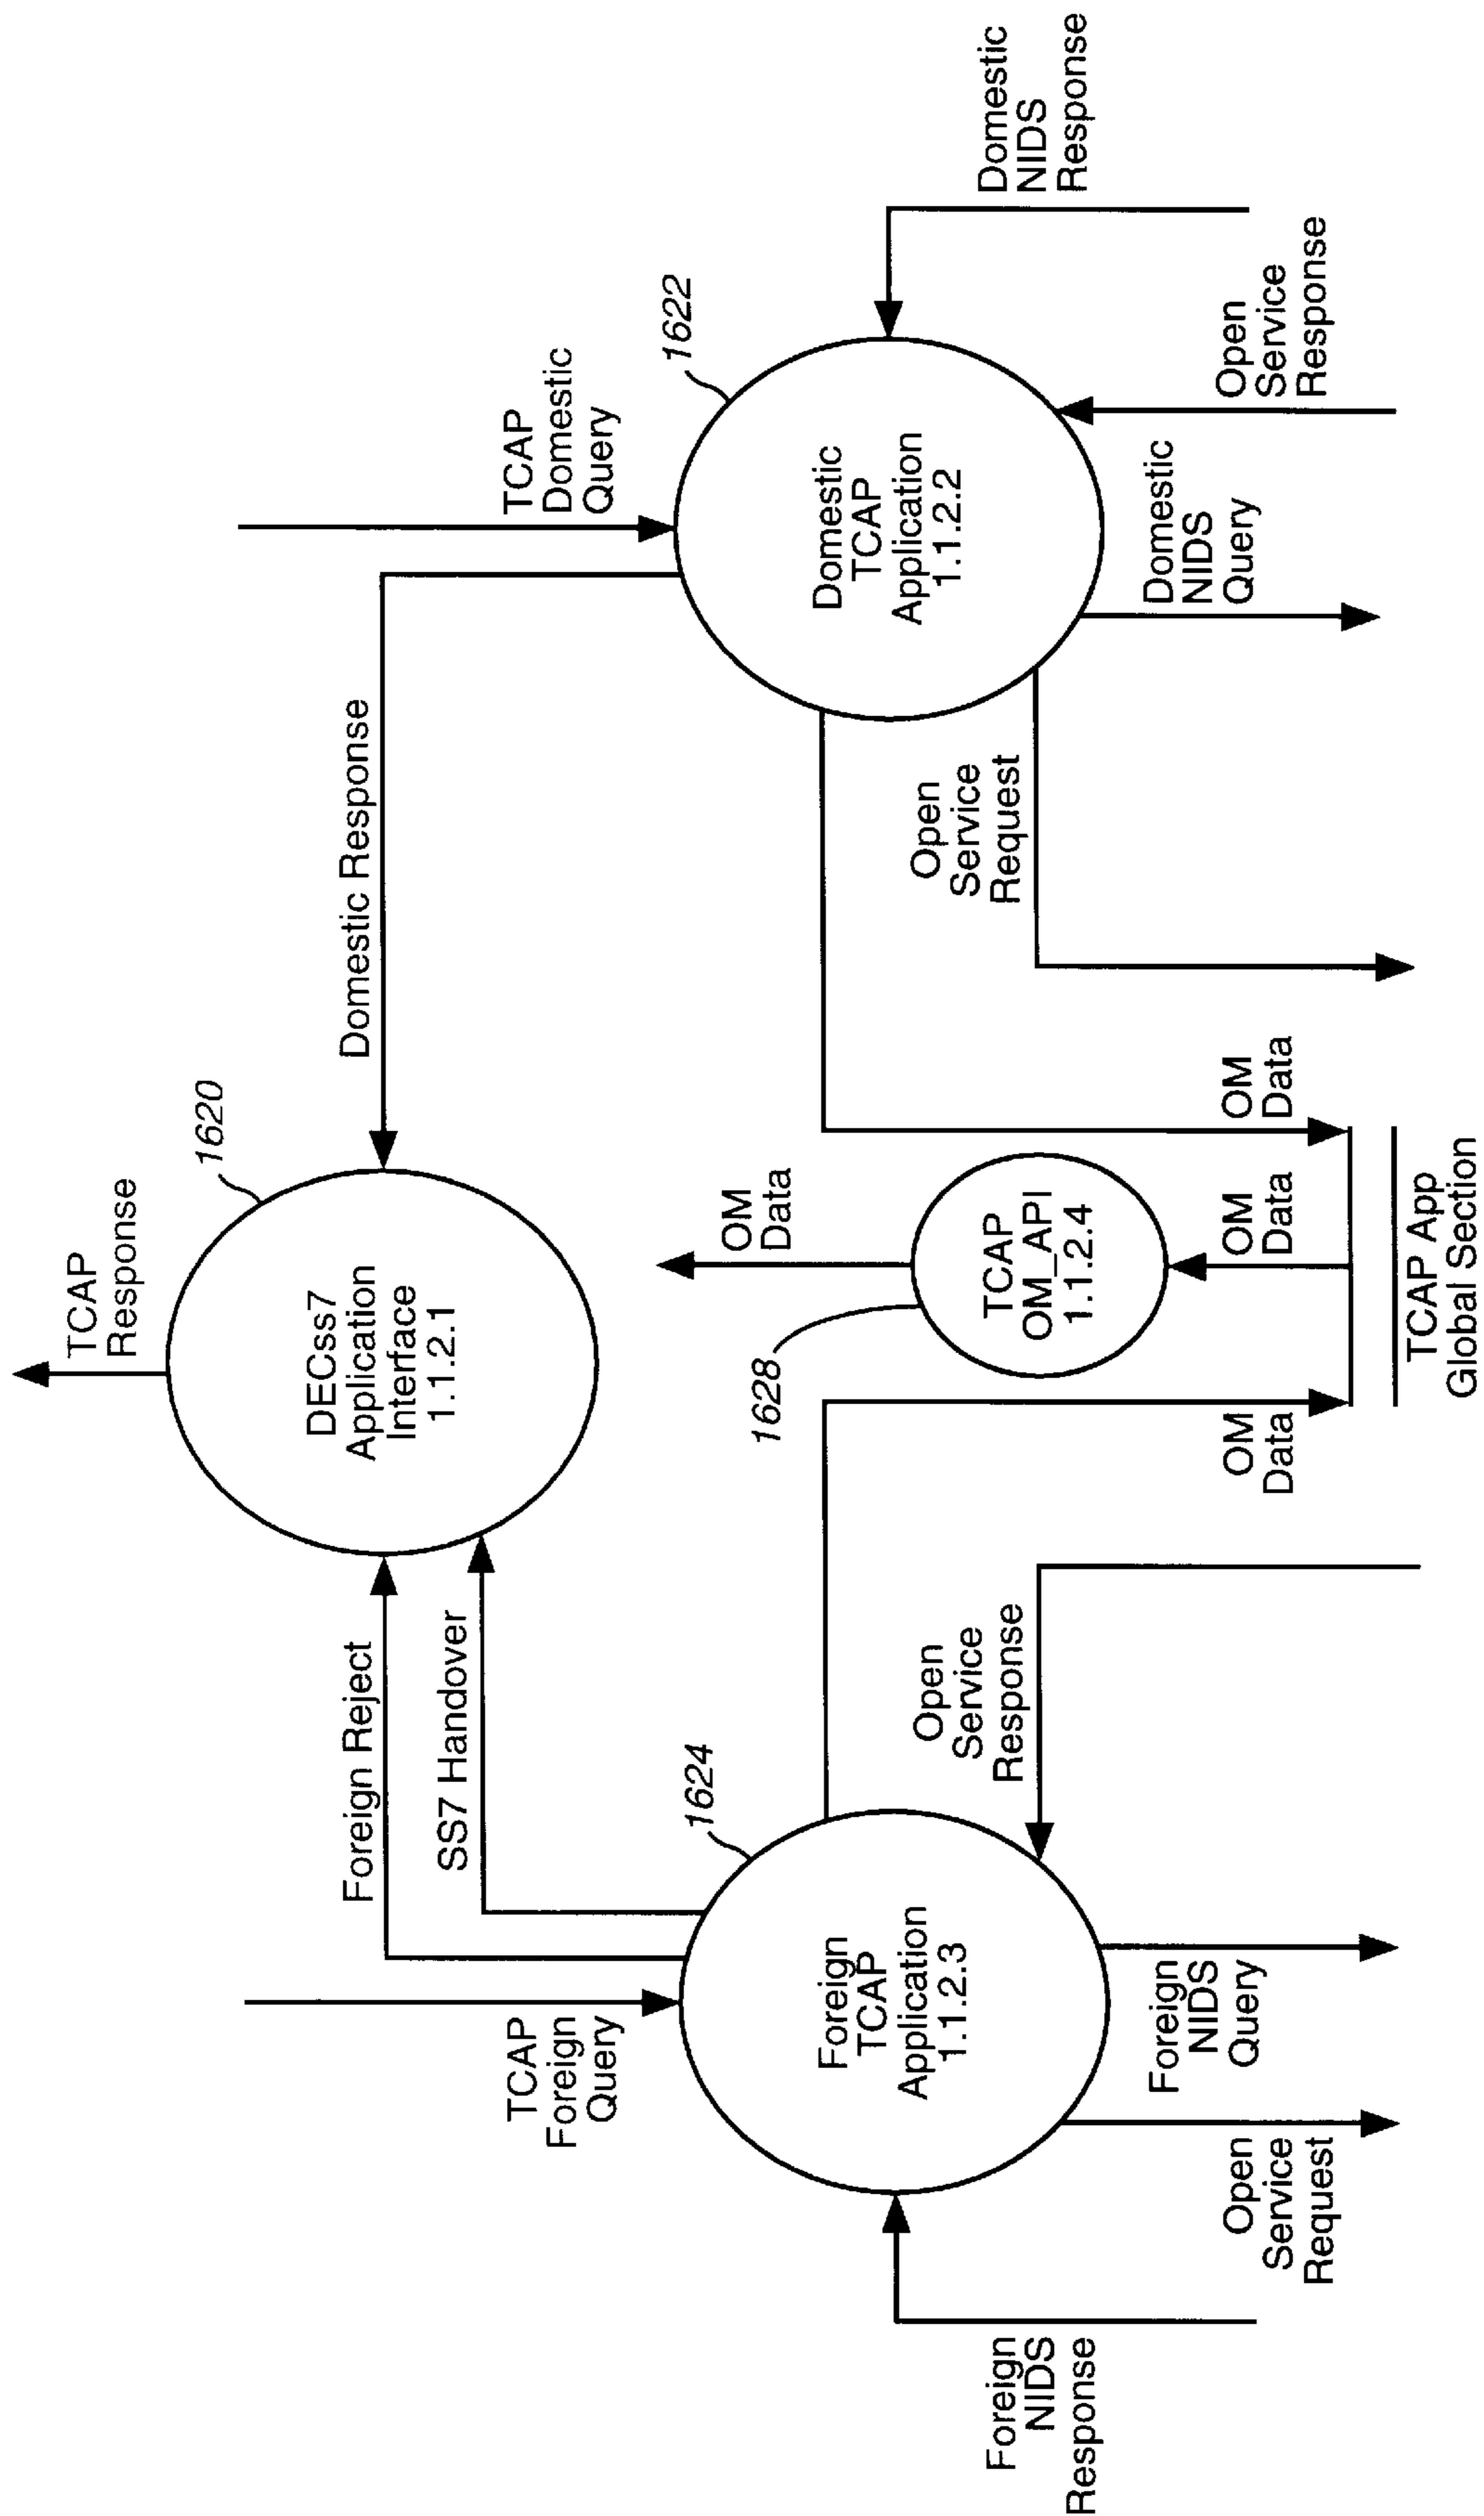 TCAP
Response
1620
DECss7
Application
Interface
1.1.2.1
Foreign Reject
SS7 Handover
Domestic Response
TCAP
Foreign
Query
1624
Foreign
TCAP
Application
1.1.2.3
Foreign
NIDS
Response
Open
Service
Request
Foreign
NIDS
Query
Open
Service
Response
OM
Data
1628
OM
Data
TCAP
OM_API
1.1.2.4
OM
Data
OM
Data
TCAP App
Global Section
TCAP
Domestic
Query
1622
Domestic
TCAP
Application
1.1.2.2
Open
Service
Request
Domestic
NIDS
Query
Open
Service
Response
Domestic
NIDS
Response